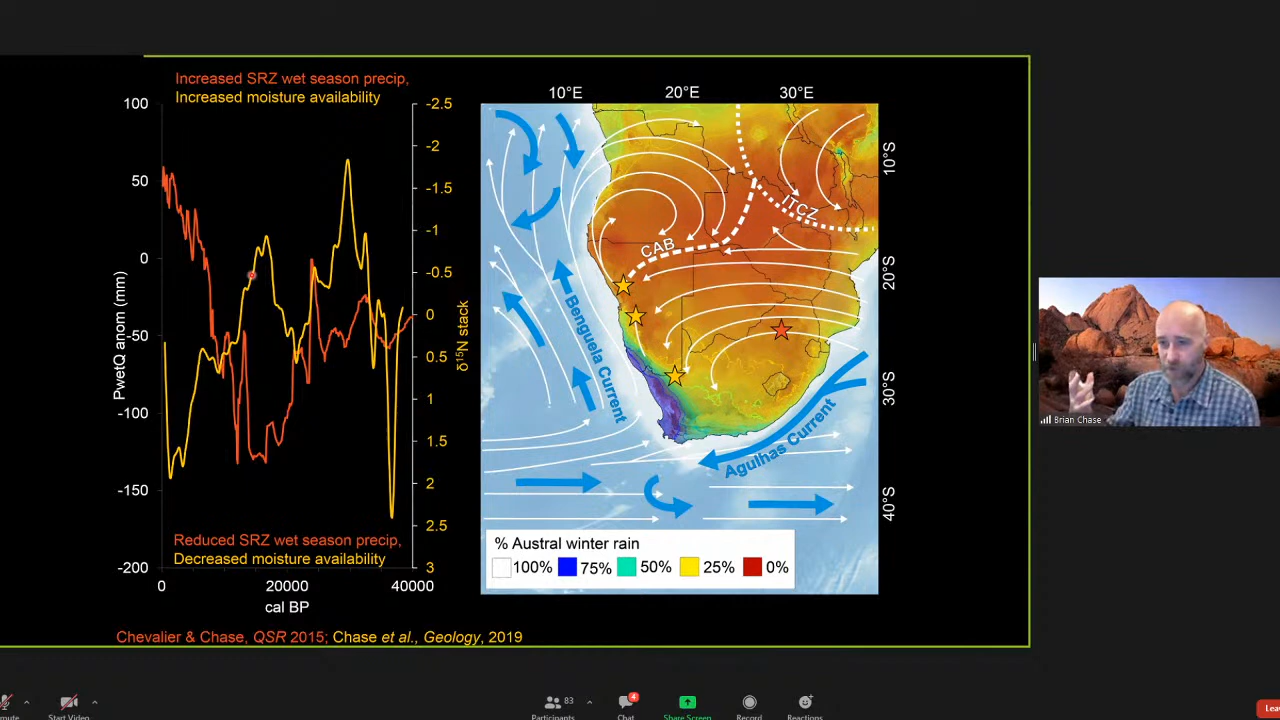 Increased SRZ wet season precip,
Increased moisture availability
100
50
0
-50
-100
-150
-200
PwetQ anom (mm)
-2.5
-2
-1.5
-1
-0.5
0
0.5
1
1.5
2
2.5
3
δ¹⁵N stack
Reduced SRZ wet season precip,
Decreased moisture availability
0
20000
40000
cal BP
10°E
20°E
30°E
10°S
20°S
30°S
40°S
ITCZ
CAB
Benguela Current
Agulhas Current
% Austral winter rain
100%
75%
50%
25%
0%
Chevalier & Chase, QSR 2015; Chase et al., Geology, 2019
Brian Chase
mute
Start Video
83
Participants
4
Chat
Share Screen
Record
Reactions
Lea